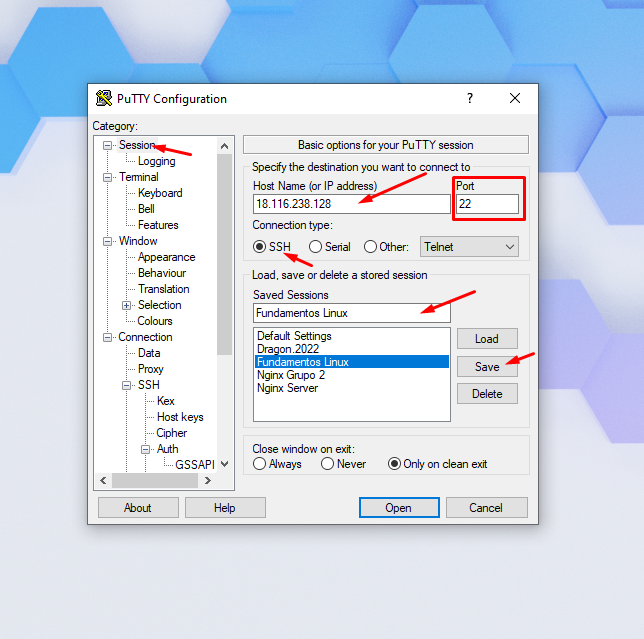 PuTTY Configuration
?
Category:
Session
Logging
Terminal
Keyboard
Bell
Features
Window
Appearance
Behaviour
Translation
Selection
Colours
Connection
Data
Proxy
SSH
Kex
Host keys
Cipher
Auth
GSSAPI
Basic options for your PuTTY session
Specify the destination you want to connect to
Host Name (or IP address)
Port
18.116.238.128
22
Connection type:
SSH
Serial
Other:
Telnet
Load, save or delete a stored session
Saved Sessions
Fundamentos Linux
Default Settings
Dragon.2022
Fundamentos Linux
Nginx Grupo 2
Nginx Server
Load
Save
Delete
Close window on exit:
Always
Never
Only on clean exit
About
Help
Open
Cancel